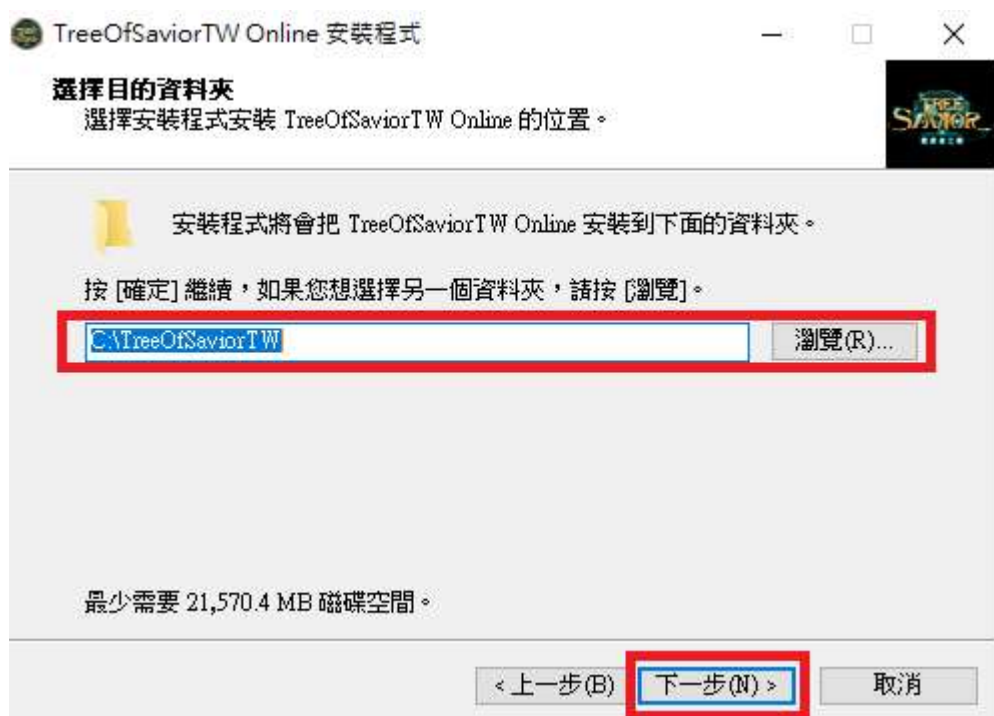 TreeOfSaviorTW Online 安裝程式
選擇目的資料夾
選擇安裝程式安裝 TreeOfSaviorTW Online 的位置。
TREE
SAVIOR
安裝程式將會把 TreeOfSaviorTW Online 安裝到下面的資料夾。
按 [確定] 繼續,如果您想選擇另一個資料夾,請按 [瀏覽]。
C:\TreeOfSaviorTW
瀏覽(R)...
最少需要 21,570.4 MB 磁碟空間。
< 上一步(B)
下一步(N) >
取消